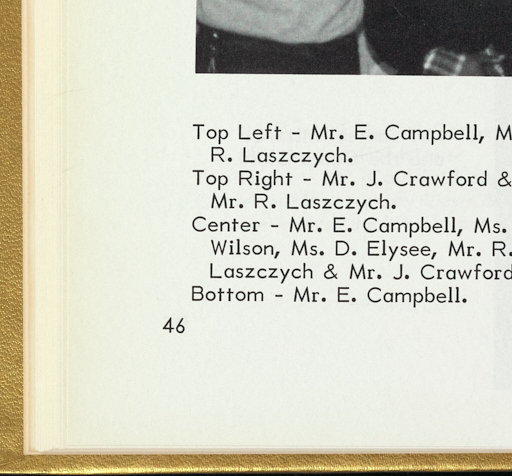 Top Left - Mr. E. Campbell, M
R. Laszczych.
Top Right - Mr. J. Crawford &
Mr. R. Laszczych.
Center - Mr. E. Campbell, Ms.
Wilson, Ms. D. Elysee, Mr. R.
Laszczych & Mr. J. Crawford
Bottom - Mr. E. Campbell.
46